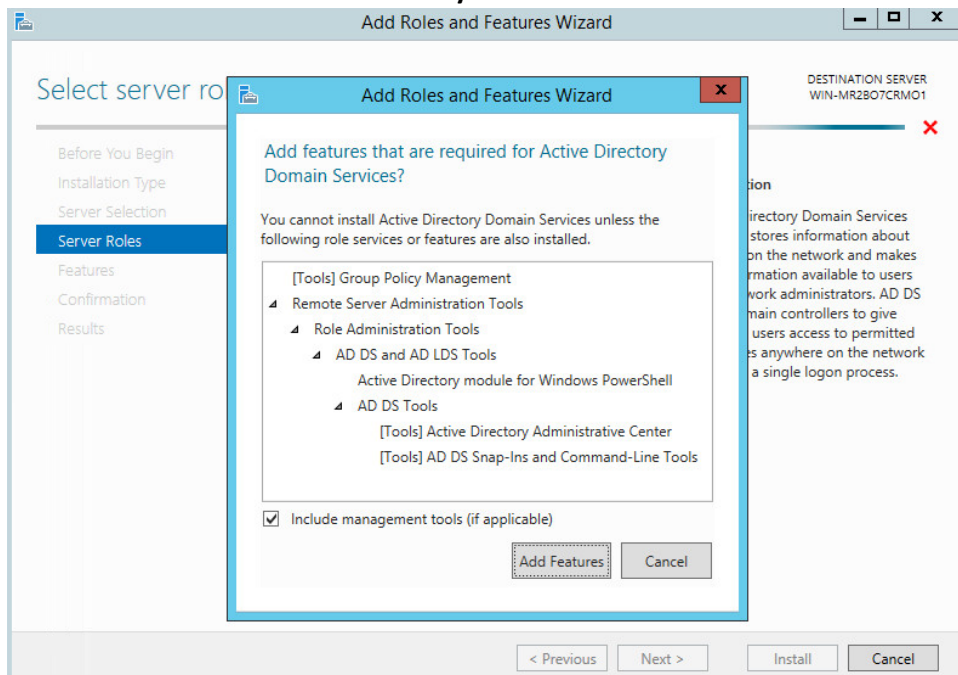 Add Roles and Features Wizard
Select server ro
DESTINATION SERVER
WIN-MR2BO7CRMO1
Before You Begin
Installation Type
Server Selection
Server Roles
Features
Confirmation
Results
Add Roles and Features Wizard
Add features that are required for Active Directory
Domain Services?
You cannot install Active Directory Domain Services unless the
following role services or features are also installed.
[Tools] Group Policy Management
Remote Server Administration Tools
Role Administration Tools
AD DS and AD LDS Tools
Active Directory module for Windows PowerShell
AD DS Tools
[Tools] Active Directory Administrative Center
[Tools] AD DS Snap-Ins and Command-Line Tools
Include management tools (if applicable)
Add Features
Cancel
tion
irectory Domain Services
stores information about
on the network and makes
rmation available to users
work administrators. AD DS
main controllers to give
users access to permitted
es anywhere on the network
a single logon process.
< Previous
Next >
Install
Cancel